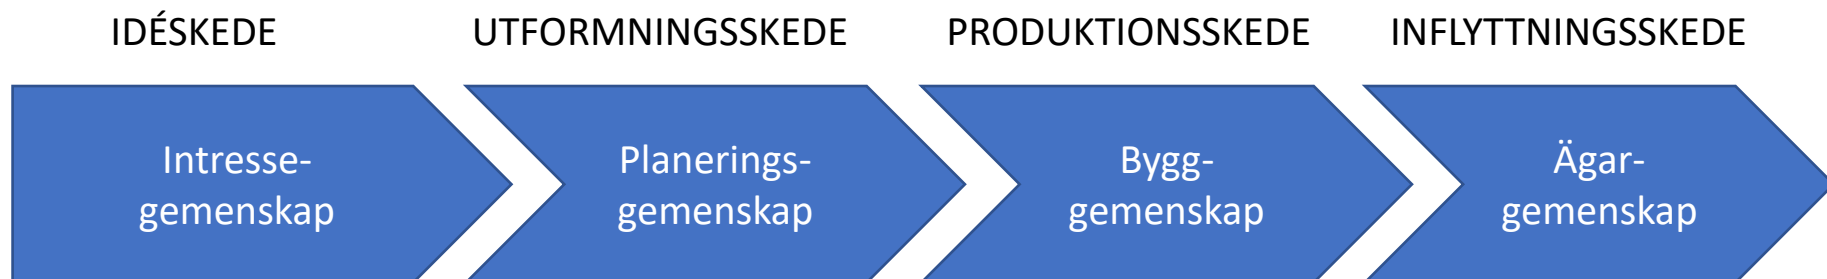 IDÉSKEDE
UTFORMNINGSSKEDE
PRODUKTIONSSKEDE
INFLYTTNINGSSKEDE
Intresse-
gemenskap
Planerings-
gemenskap
Bygg-
gemenskap
Ägar-
gemenskap